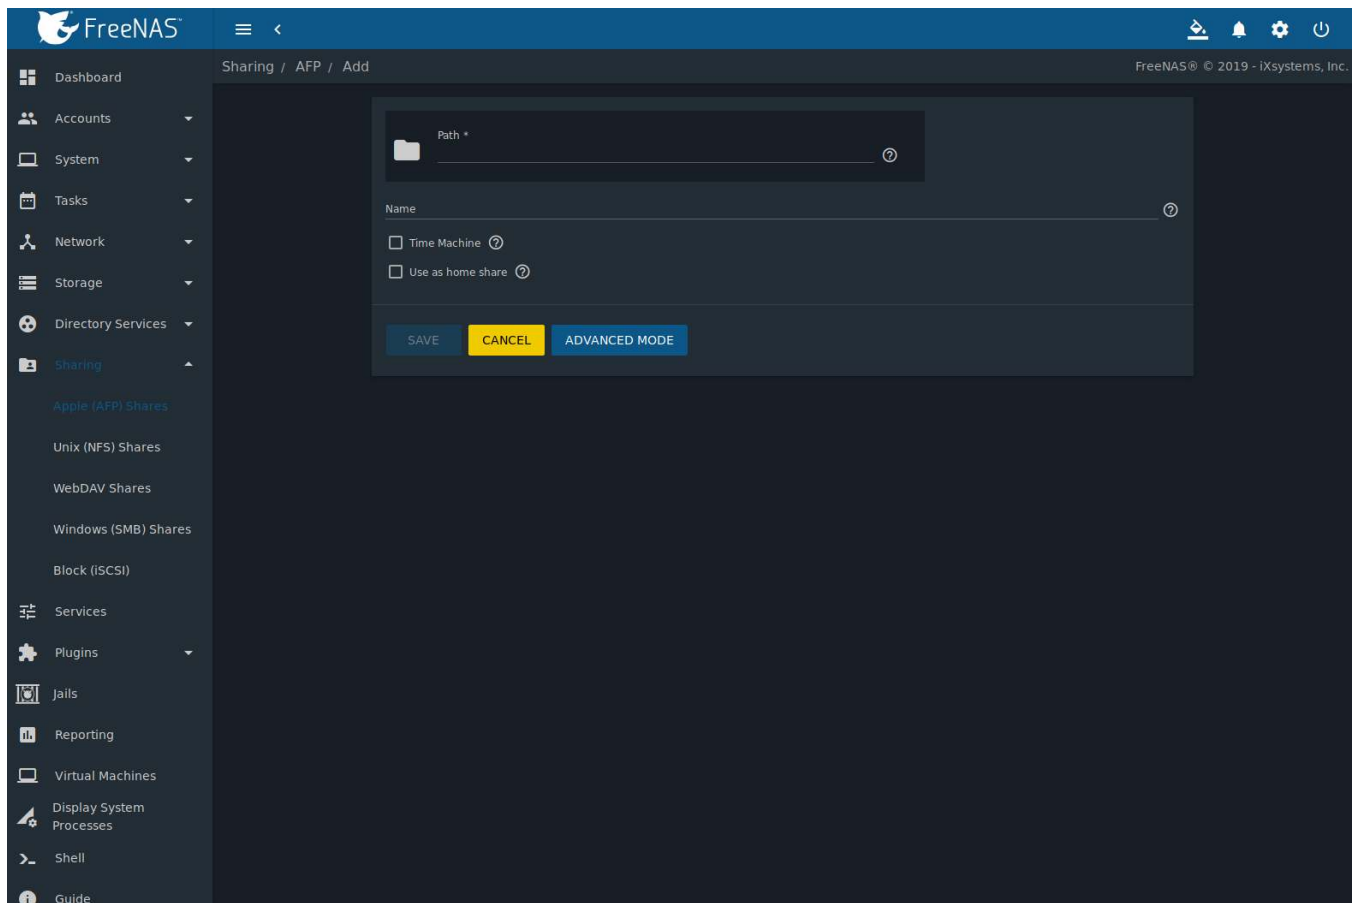 FreeNAS™
Sharing / AFP / Add
FreeNAS® © 2019 - iXsystems, Inc.
Dashboard
Accounts
System
Tasks
Network
Storage
Directory Services
Sharing
Apple (AFP) Shares
Unix (NFS) Shares
WebDAV Shares
Windows (SMB) Shares
Block (iSCSI)
Services
Plugins
Jails
Reporting
Virtual Machines
Display System
Processes
Shell
Guide
Path *
Name
Time Machine
Use as home share
SAVE CANCEL ADVANCED MODE